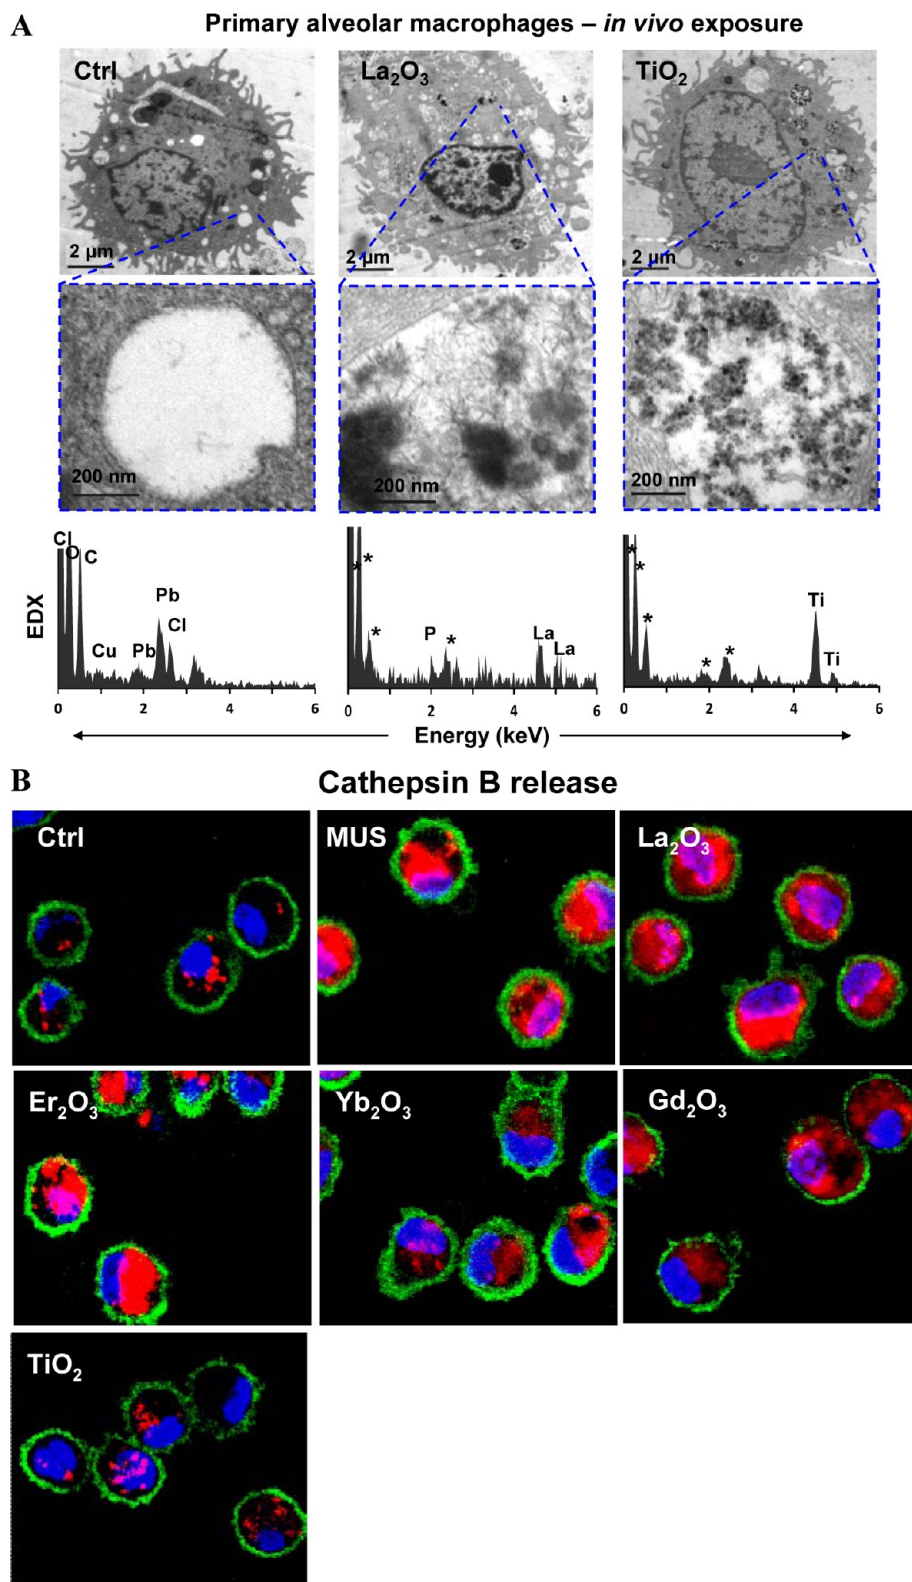 A Primary alveolar macrophages – in vivo exposure
Ctrl La₂O₃ TiO₂
2 µm 2 µm 2 µm
200 nm 200 nm 200 nm
EDX
Cl O C Cu Pb Pb Cl
* * * P * La La
* * * * * Ti Ti
0 2 4 6 0 2 4 6 0 2 4 6
Energy (keV)
B Cathepsin B release
Ctrl MUS La₂O₃
Er₂O₃ Yb₂O₃ Gd₂O₃
TiO₂